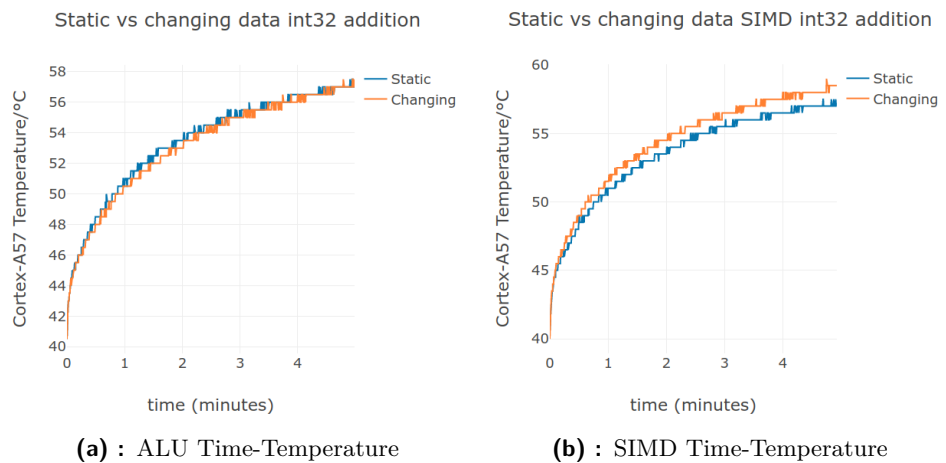 Static vs changing data int32 addition
Cortex-A57 Temperature/°C
58
56
54
52
50
48
46
44
42
40
0 1 2 3 4
time (minutes)
Static
Changing
(a) : ALU Time-Temperature
Static vs changing data SIMD int32 addition
Cortex-A57 Temperature/°C
60
55
50
45
40
0 1 2 3 4
time (minutes)
Static
Changing
(b) : SIMD Time-Temperature